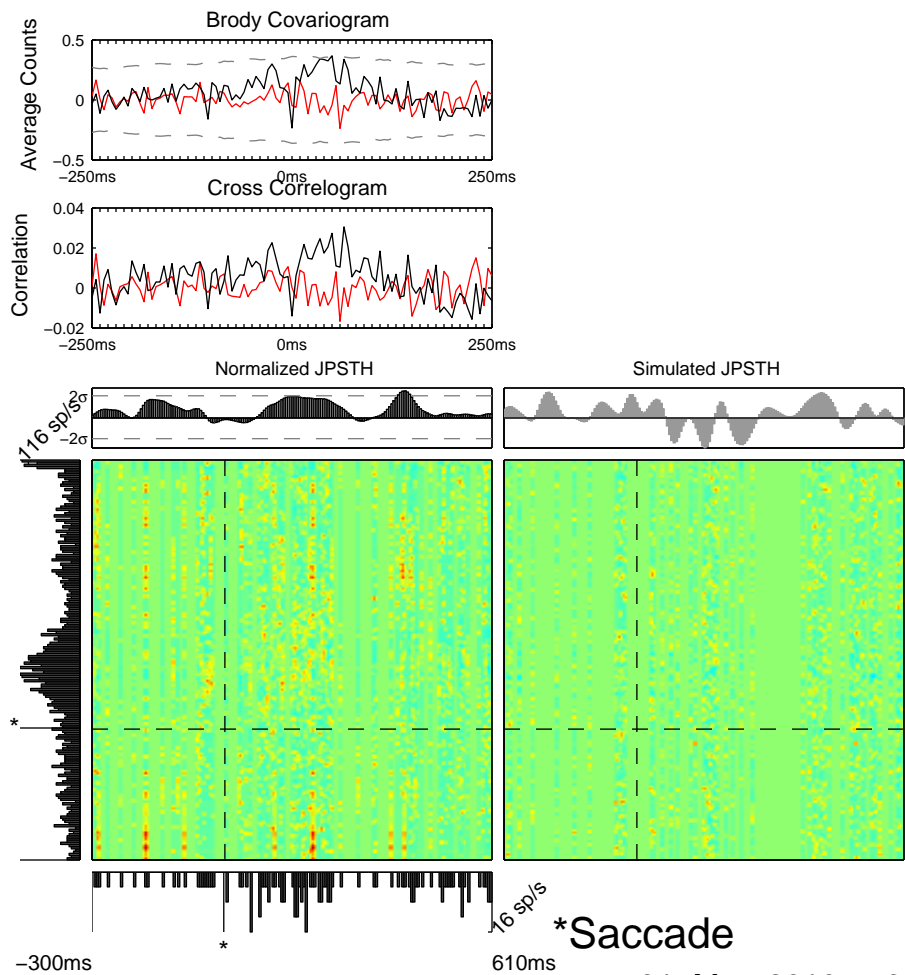 Brody Covariogram
Average Counts
0.5
0
−0.5
−250ms
0ms
250ms
Cross Correlogram
Correlation
0.04
0.02
0
−0.02
−250ms
0ms
250ms
Normalized JPSTH
Simulated JPSTH
2σ
−2σ
116 sp/s
*
16 sp/s
*
*Saccade
−300ms
610ms